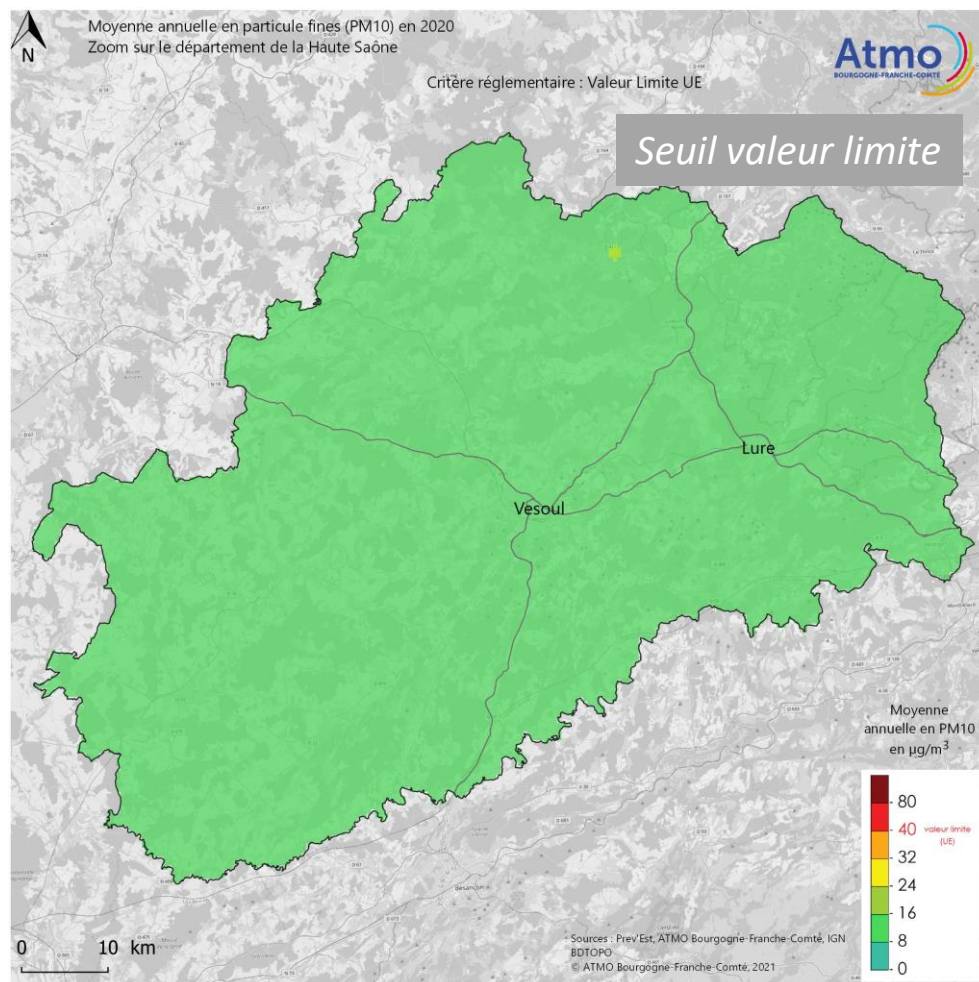 Moyenne annuelle en particule fines (PM10) en 2020
Zoom sur le département de la Haute Saône
N
Atmo
BOURGOGNE-FRANCHE-COMTÉ
Critère réglementaire : Valeur Limite UE
Seuil valeur limite
Lure
Vesoul
Besançon
Moyenne
annuelle en PM10
en µg/m³
80
40 valeur limite
(UE)
32
24
16
8
0
0 10 km
Sources : Prev'Est, ATMO Bourgogne-Franche-Comté, IGN
BDTOPO
© ATMO Bourgogne-Franche-Comté, 2021